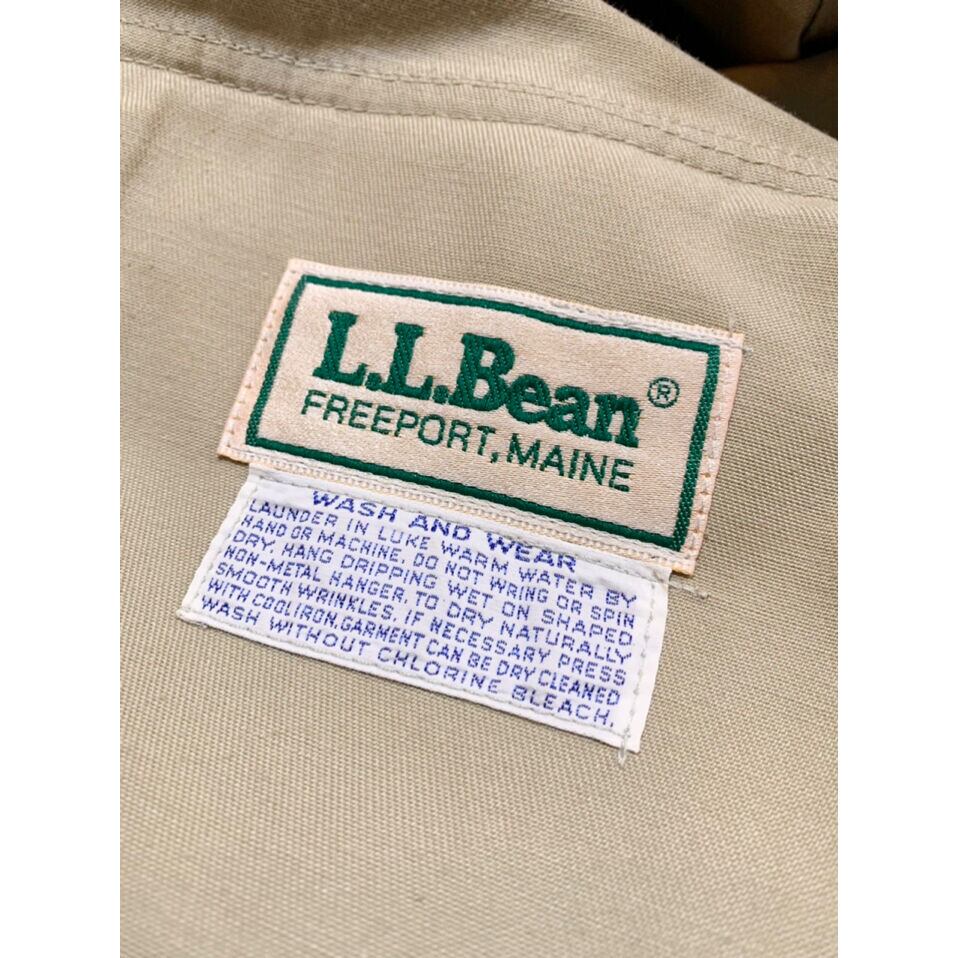 L.L.Bean®
FREEPORT, MAINE
WASH AND WEAR
LAUNDER IN LUKE WARM WATER BY
HAND OR MACHINE. DO NOT WRING OR SPIN
DRY. HANG DRIPPING WET ON SHAPED
NON-METAL HANGER, TO DRY NATURALLY
SMOOTH WRINKLES, IF NECESSARY PRESS
WITH COOL IRON. GARMENT CAN BE DRY CLEANED
WASH WITHOUT CHLORINE BLEACH.